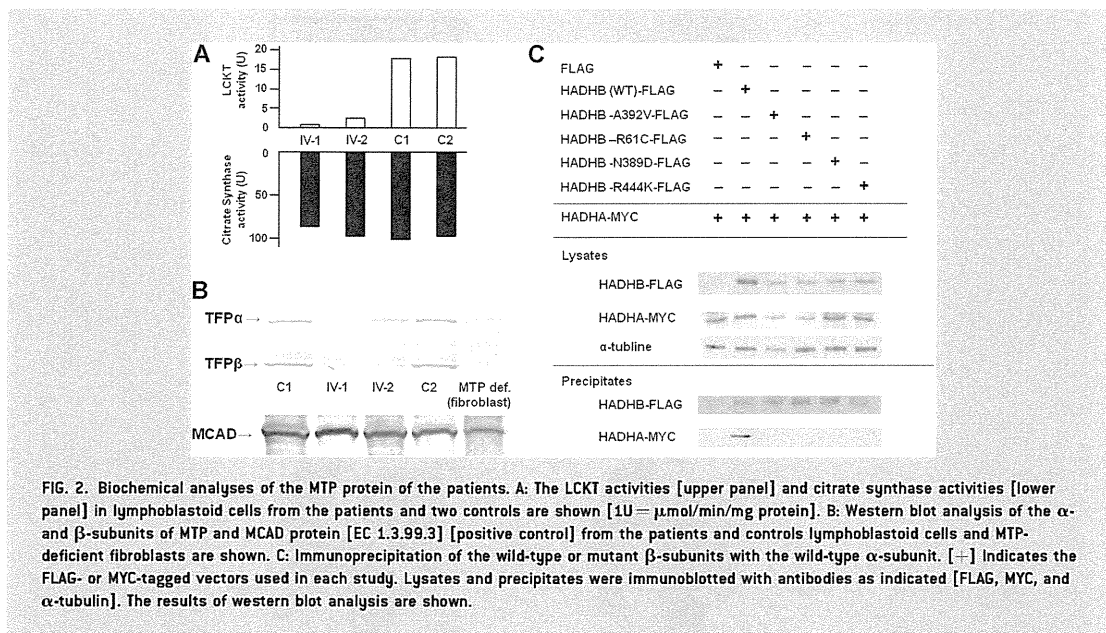 A
LCKT
activity (U)
20
15
10
5
0
IV-1 IV-2 C1 C2
Citrate Synthase
activity (U)
0
50
100
B
TFPα→
TFPβ→
C1 IV-1 IV-2 C2 MTP def.
(fibroblast)
MCAD→
C
FLAG + – – – – –
HADHB (WT)-FLAG – + – – – –
HADHB -A392V-FLAG – – + – – –
HADHB –R61C-FLAG – – – + – –
HADHB -N389D-FLAG – – – – + –
HADHB -R444K-FLAG – – – – – +
HADHA-MYC + + + + + +
Lysates
HADHB-FLAG
HADHA-MYC
α-tubline
Precipitates
HADHB-FLAG
HADHA-MYC
FIG. 2. Biochemical analyses of the MTP protein of the patients. A: The LCKT activities [upper panel] and citrate synthase activities [lower
panel] in lymphoblastoid cells from the patients and two controls are shown [1U = μmol/min/mg protein]. B: Western blot analysis of the α-
and β-subunits of MTP and MCAD protein [EC 1.3.99.3] [positive control] from the patients and controls lymphoblastoid cells and MTP-
deficient fibroblasts are shown. C: Immunoprecipitation of the wild-type or mutant β-subunits with the wild-type α-subunit. [+] Indicates the
FLAG- or MYC-tagged vectors used in each study. Lysates and precipitates were immunoblotted with antibodies as indicated [FLAG, MYC, and
α-tubulin]. The results of western blot analysis are shown.